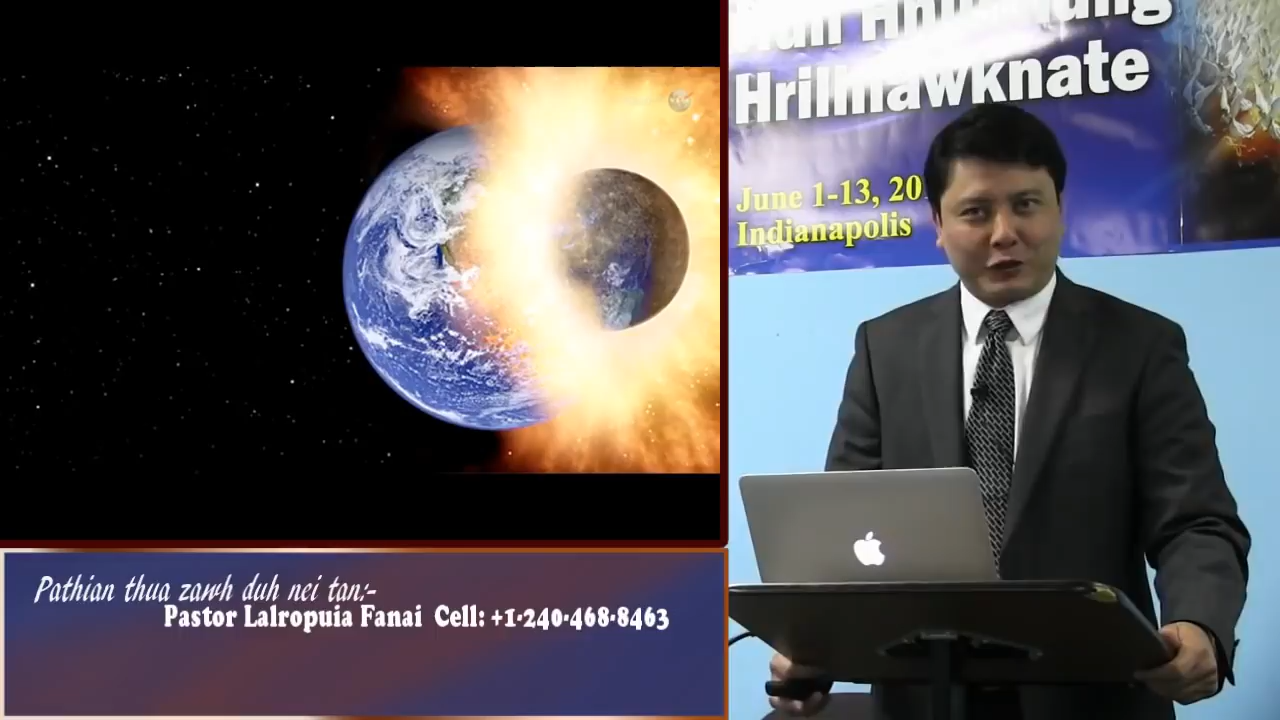 Hrilhlawknate
June 1-13, 20
Indianapolis
Pathian thua zawh duh nei tan:-
Pastor Lalropuia Fanai Cell: +1-240-468-8463